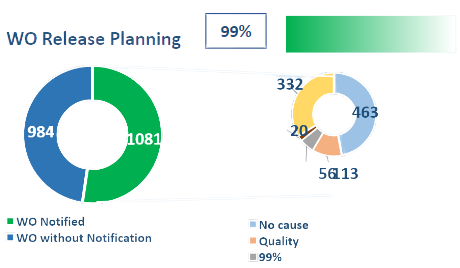 WO Release Planning
99%
984
1081
332
463
20
56
113
WO Notified
WO without Notification
No cause
Quality
99%